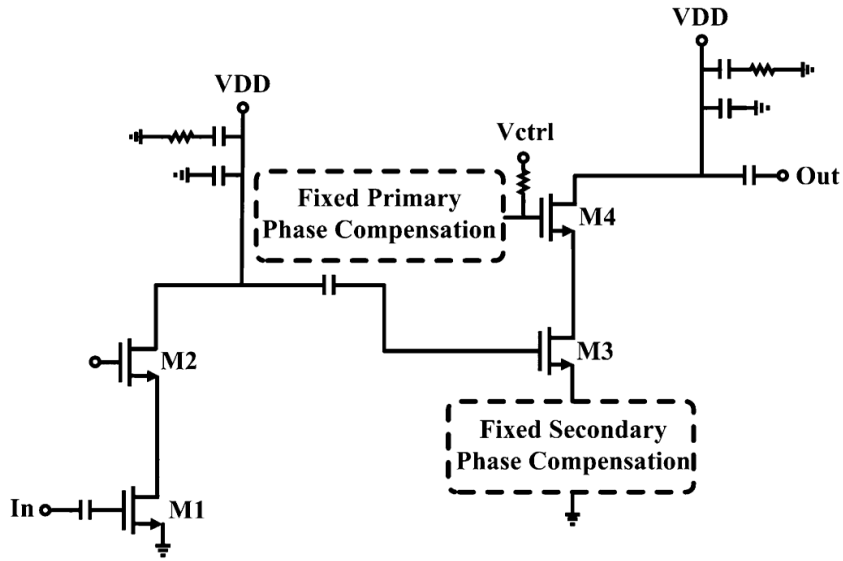 VDD
VDD
Vctrl
Fixed Primary
Phase Compensation
Out
M4
M2
M3
Fixed Secondary
Phase Compensation
In
M1